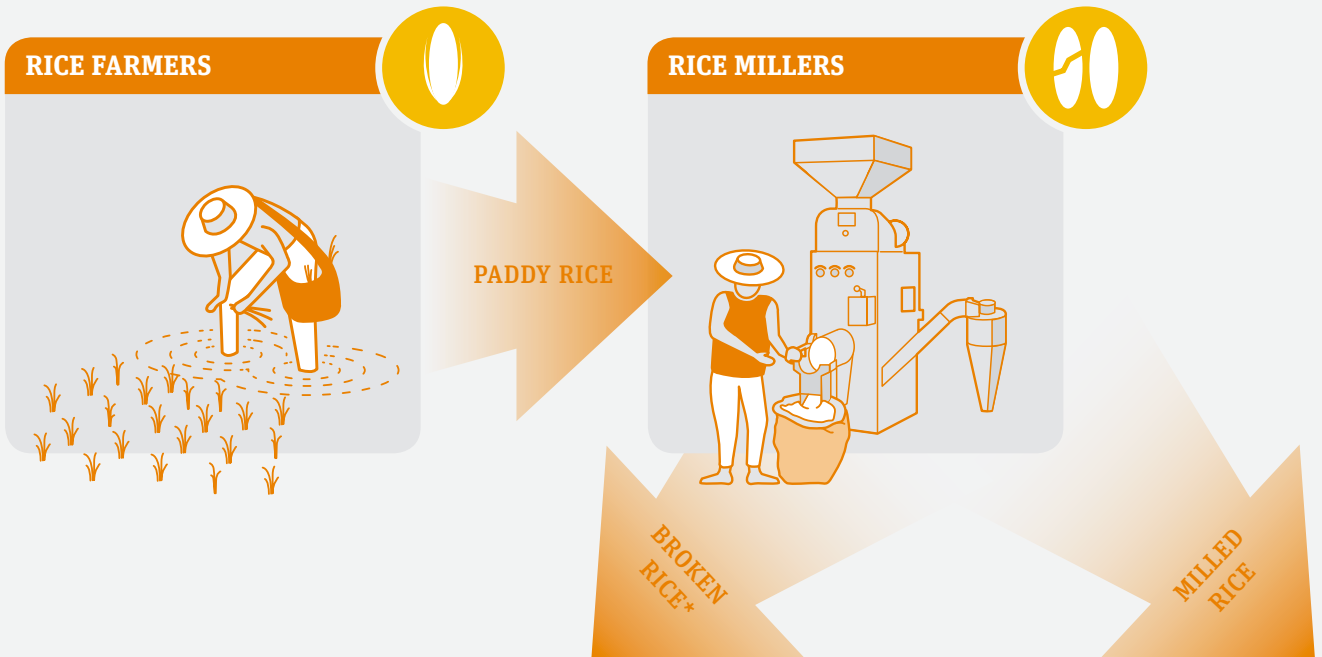 RICE FARMERS
RICE MILLERS
PADDY RICE
BROKEN
RICE*
MILLED
RICE